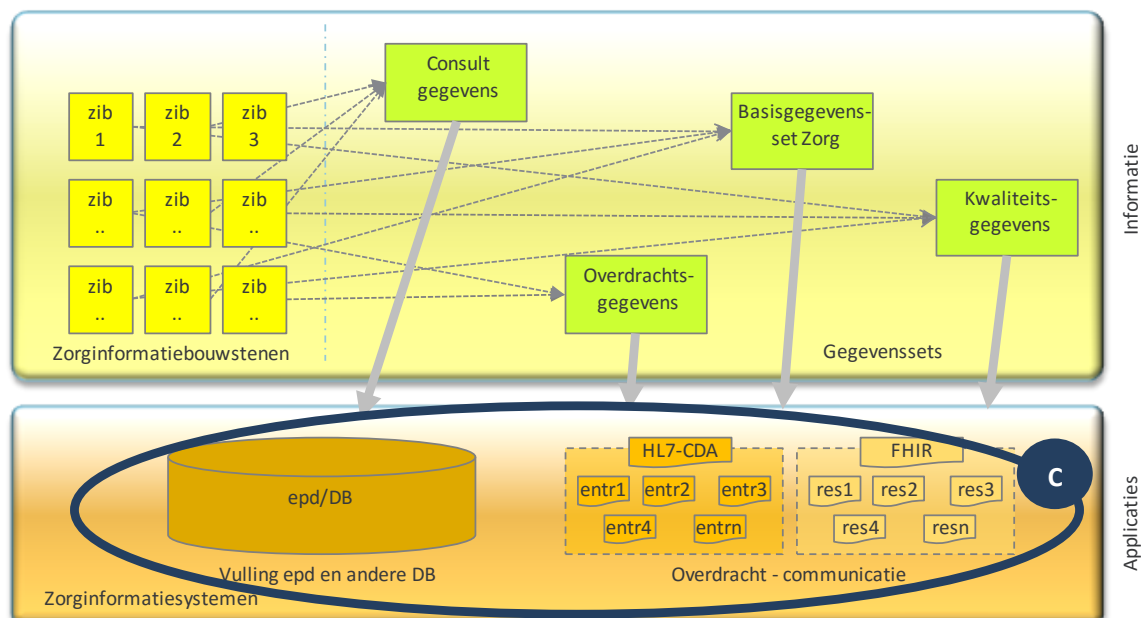 Consult
gegevens
zib
1
zib
2
zib
3
Basisgegevens-
set Zorg
zib
..
zib
..
zib
..
Kwaliteits-
gegevens
zib
..
zib
..
zib
..
Overdrachts-
gegevens
Zorginformatiebouwstenen
Gegevenssets
Informatie
epd/DB
HL7-CDA
entr1
entr2
entr3
entr4
entrn
FHIR
res1
res2
res3
res4
resn
C
Vulling epd en andere DB
Overdracht - communicatie
Zorginformatiesystemen
Applicaties